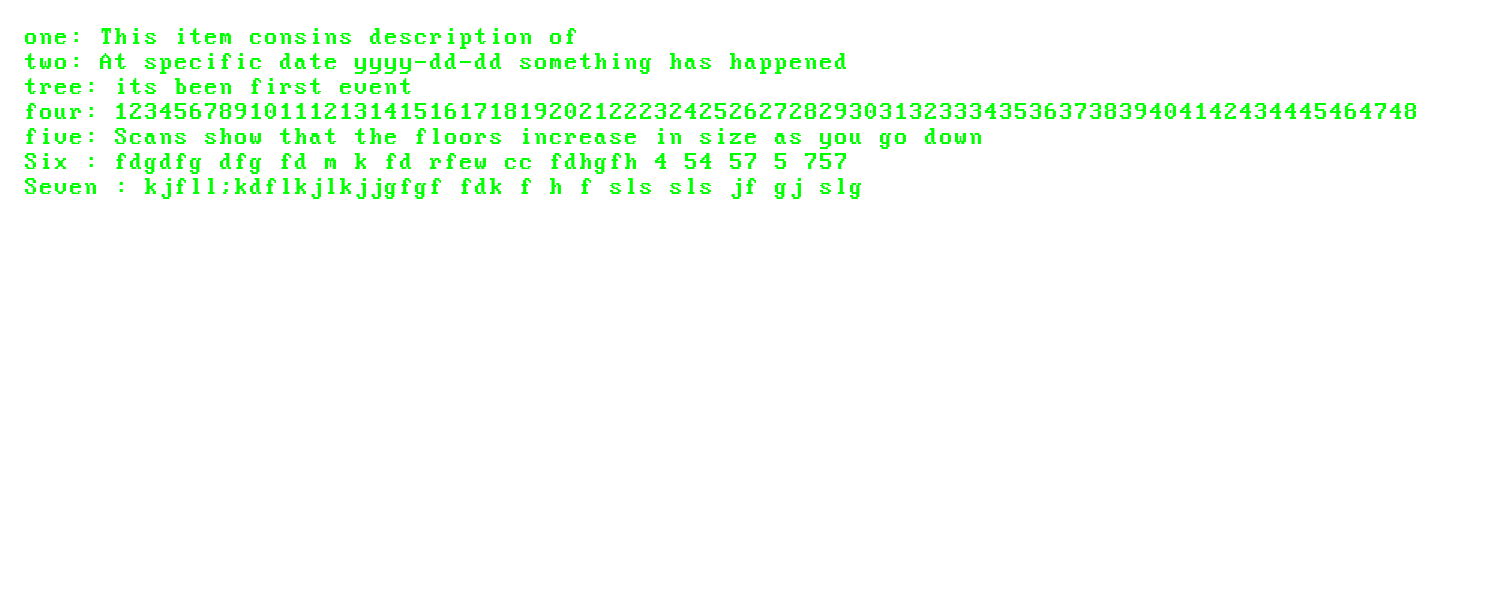 one: This item consins description of
two: At specific date yyyy-dd-dd something has happened
tree: its been first event
four: 123456789101112131415161718192021222324252627282930313233343536373839404142434445464748
five: Scans show that the floors increase in size as you go down
Six : fdgdfg dfg fd m k fd rfew cc fdhgfh 4 54 57 5 757
Seven : kjfll;kdflkjlkjjgfgf fdk f h f sls sls jf gj slg